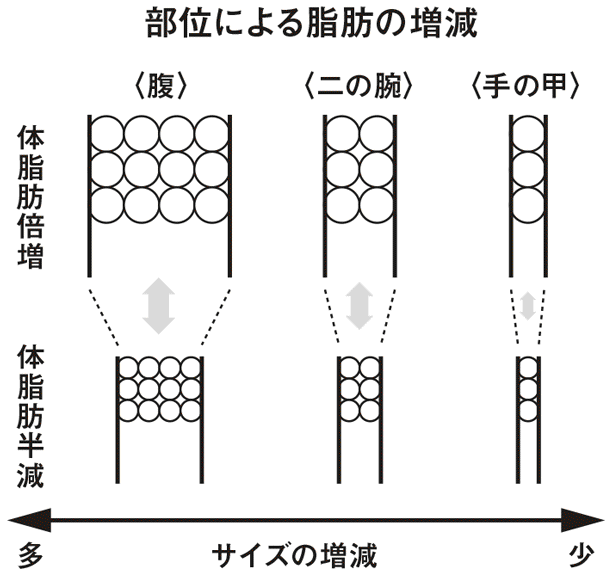 部位による脂肪の増減
〈腹〉
〈二の腕〉
〈手の甲〉
体脂肪倍増
体脂肪半減
多
サイズの増減
少